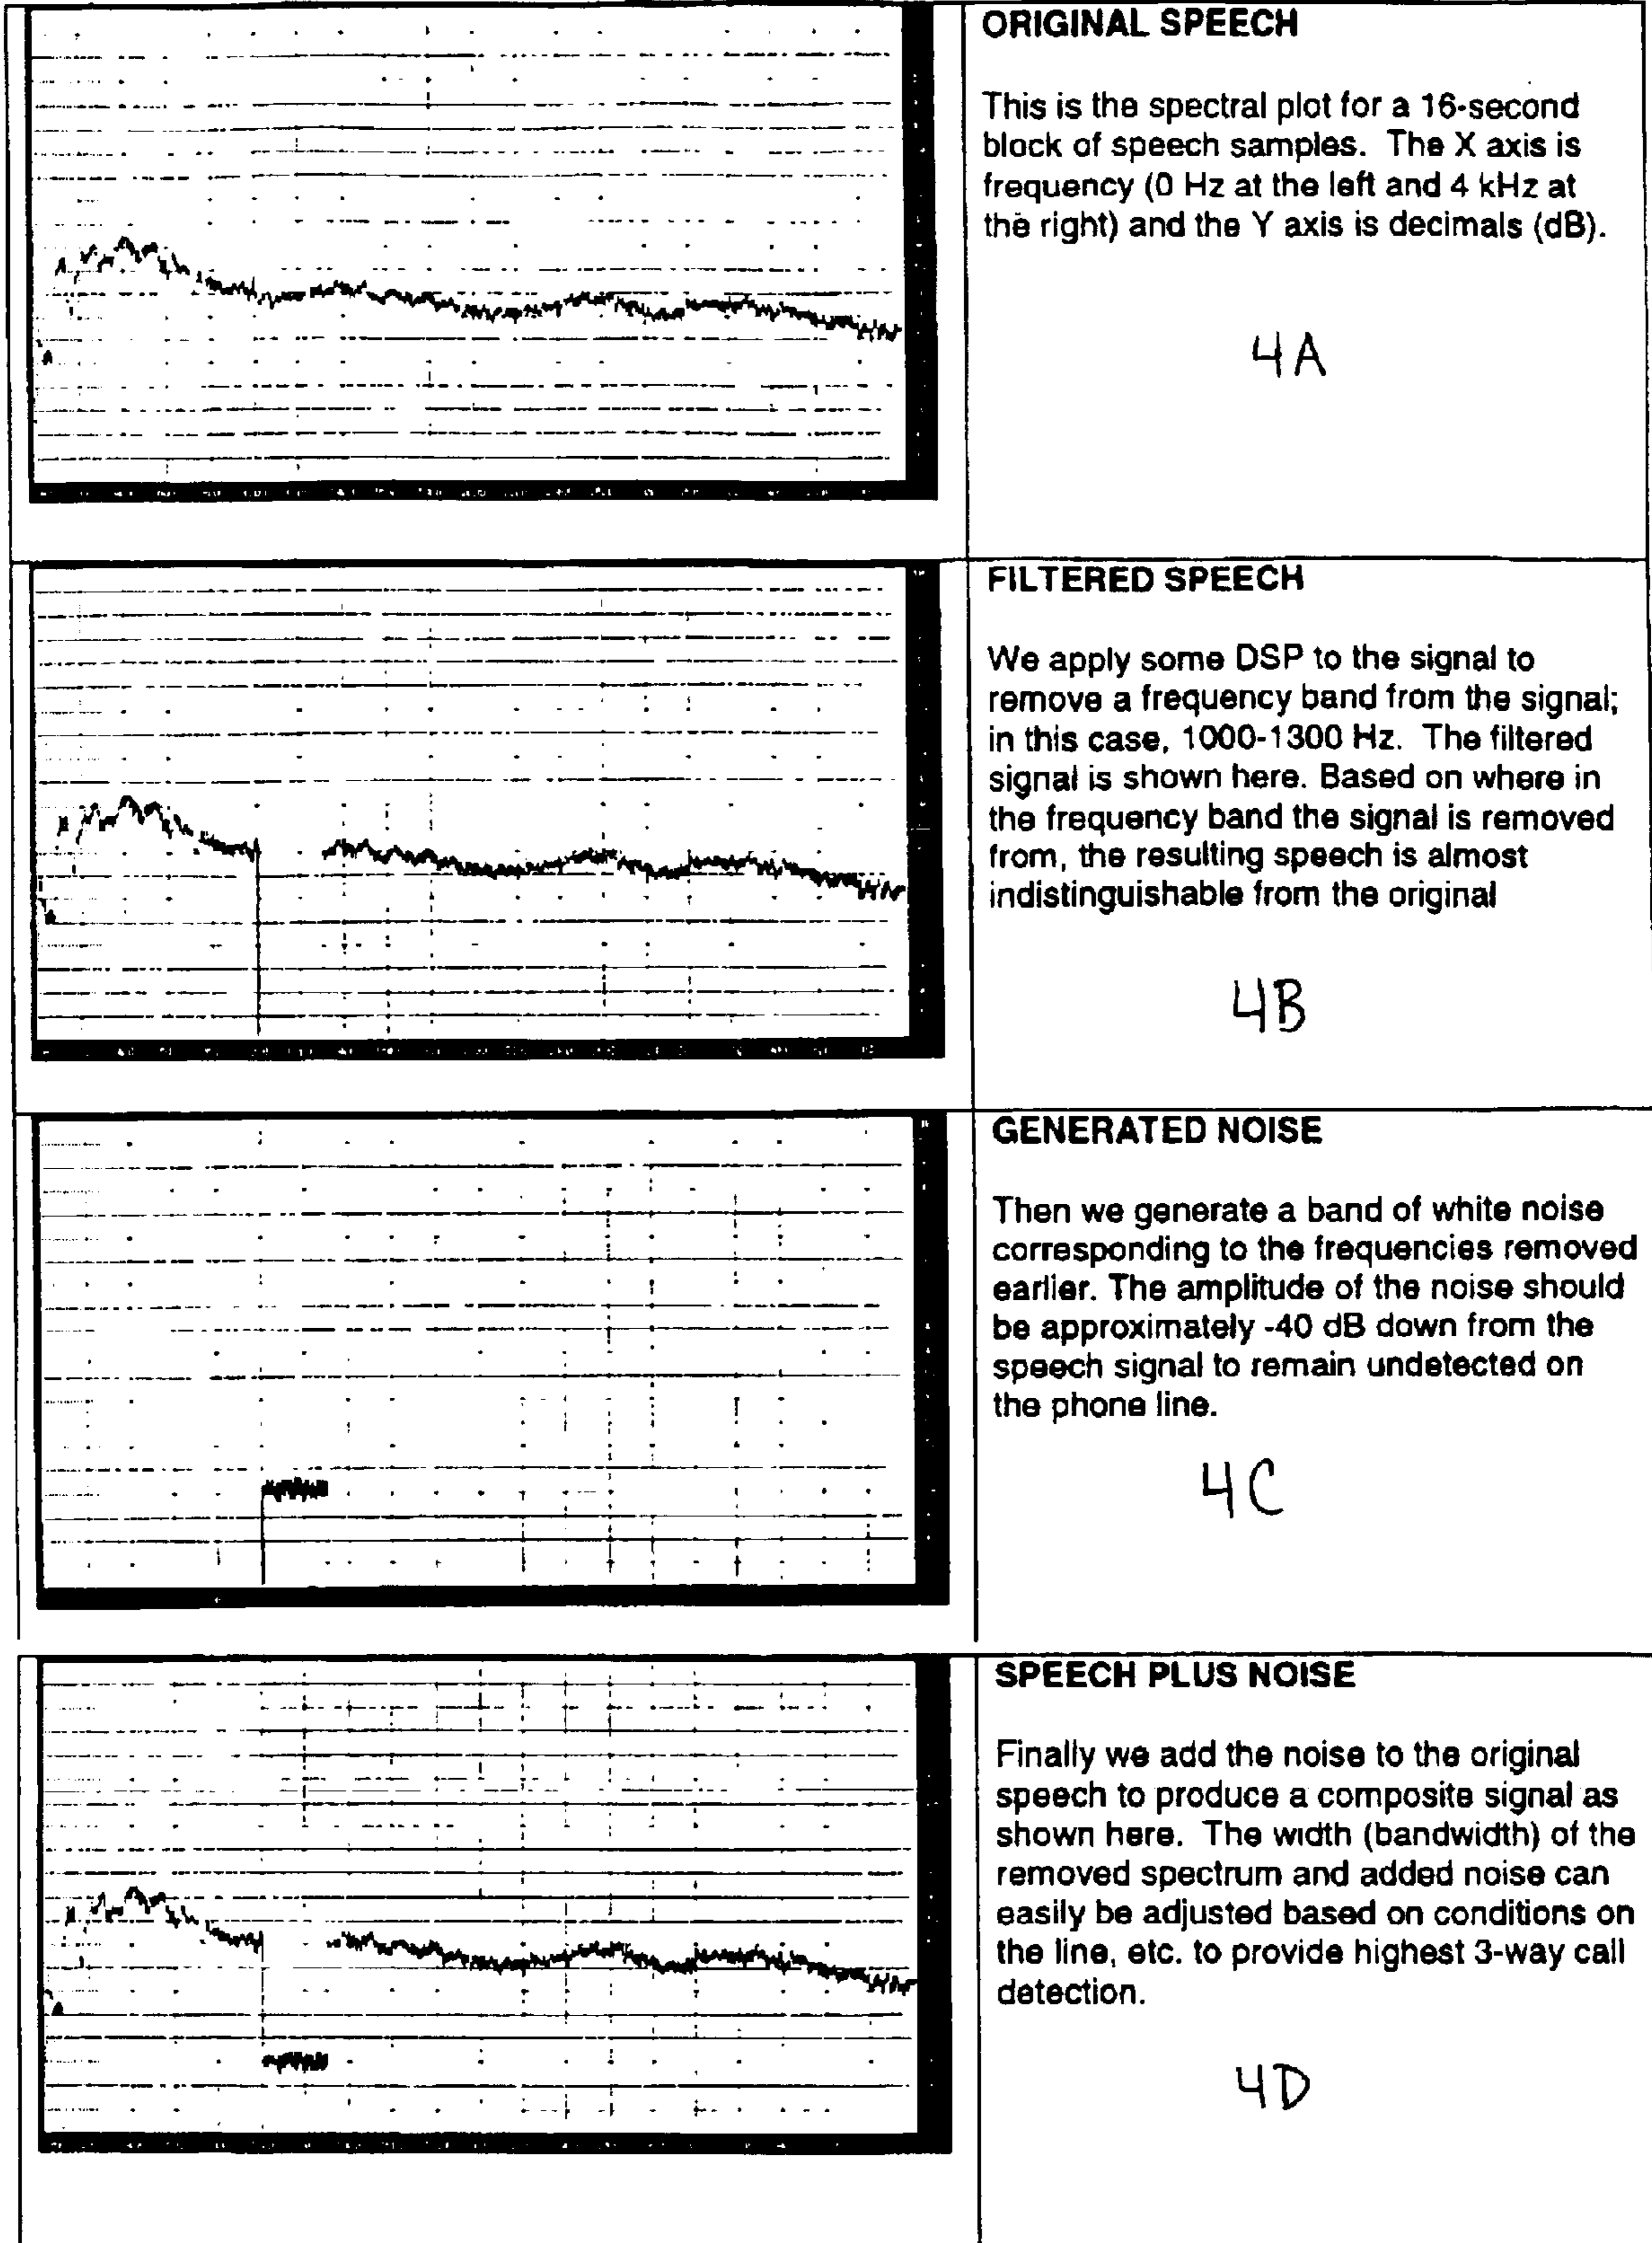 ORIGINAL SPEECH
This is the spectral plot for a 16-second
block of speech samples. The X axis is
frequency (0 Hz at the left and 4 kHz at
the right) and the Y axis is decimals (dB).
4A
FILTERED SPEECH
We apply some DSP to the signal to
remove a frequency band from the signal;
in this case, 1000-1300 Hz. The filtered
signal is shown here. Based on where in
the frequency band the signal is removed
from, the resulting speech is almost
indistinguishable from the original
4B
GENERATED NOISE
Then we generate a band of white noise
corresponding to the frequencies removed
earlier. The amplitude of the noise should
be approximately -40 dB down from the
speech signal to remain undetected on
the phone line.
4C
SPEECH PLUS NOISE
Finally we add the noise to the original
speech to produce a composite signal as
shown here. The width (bandwidth) of the
removed spectrum and added noise can
easily be adjusted based on conditions on
the line, etc. to provide highest 3-way call
detection.
4D